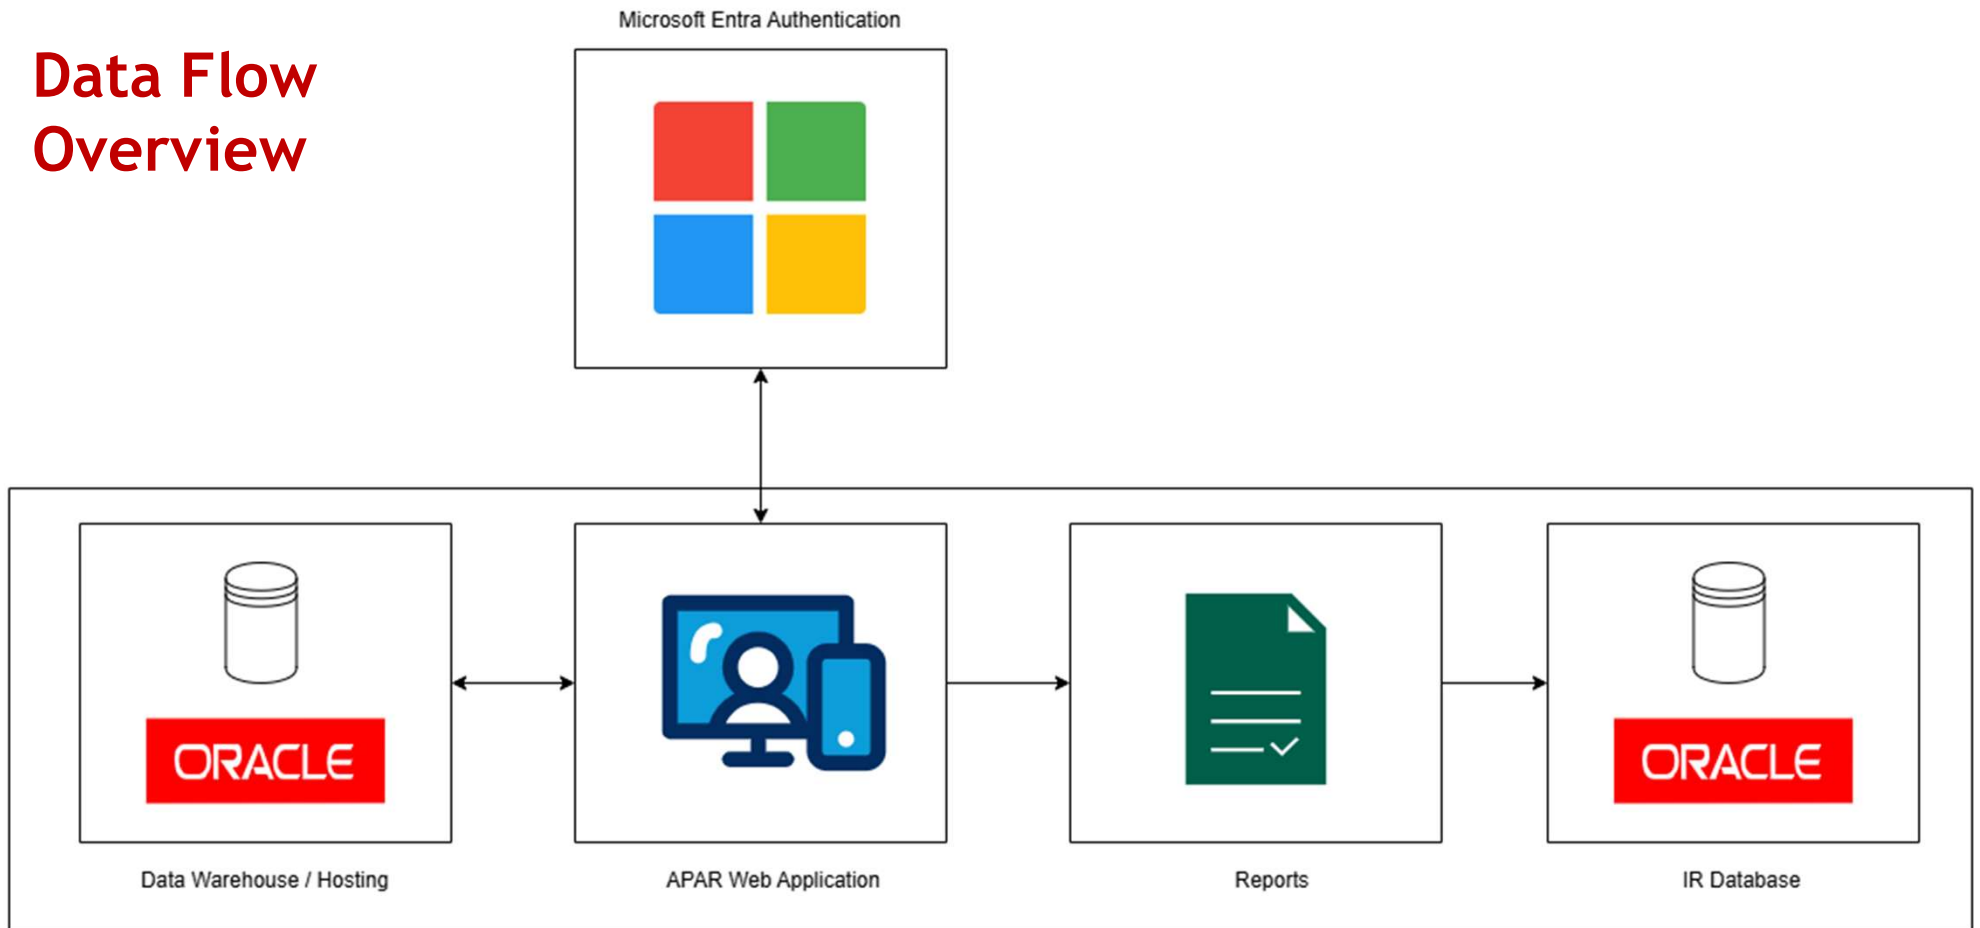 Microsoft Entra Authentication
Data Flow
Overview
ORACLE
ORACLE
Data Warehouse / Hosting
APAR Web Application
Reports
IR Database